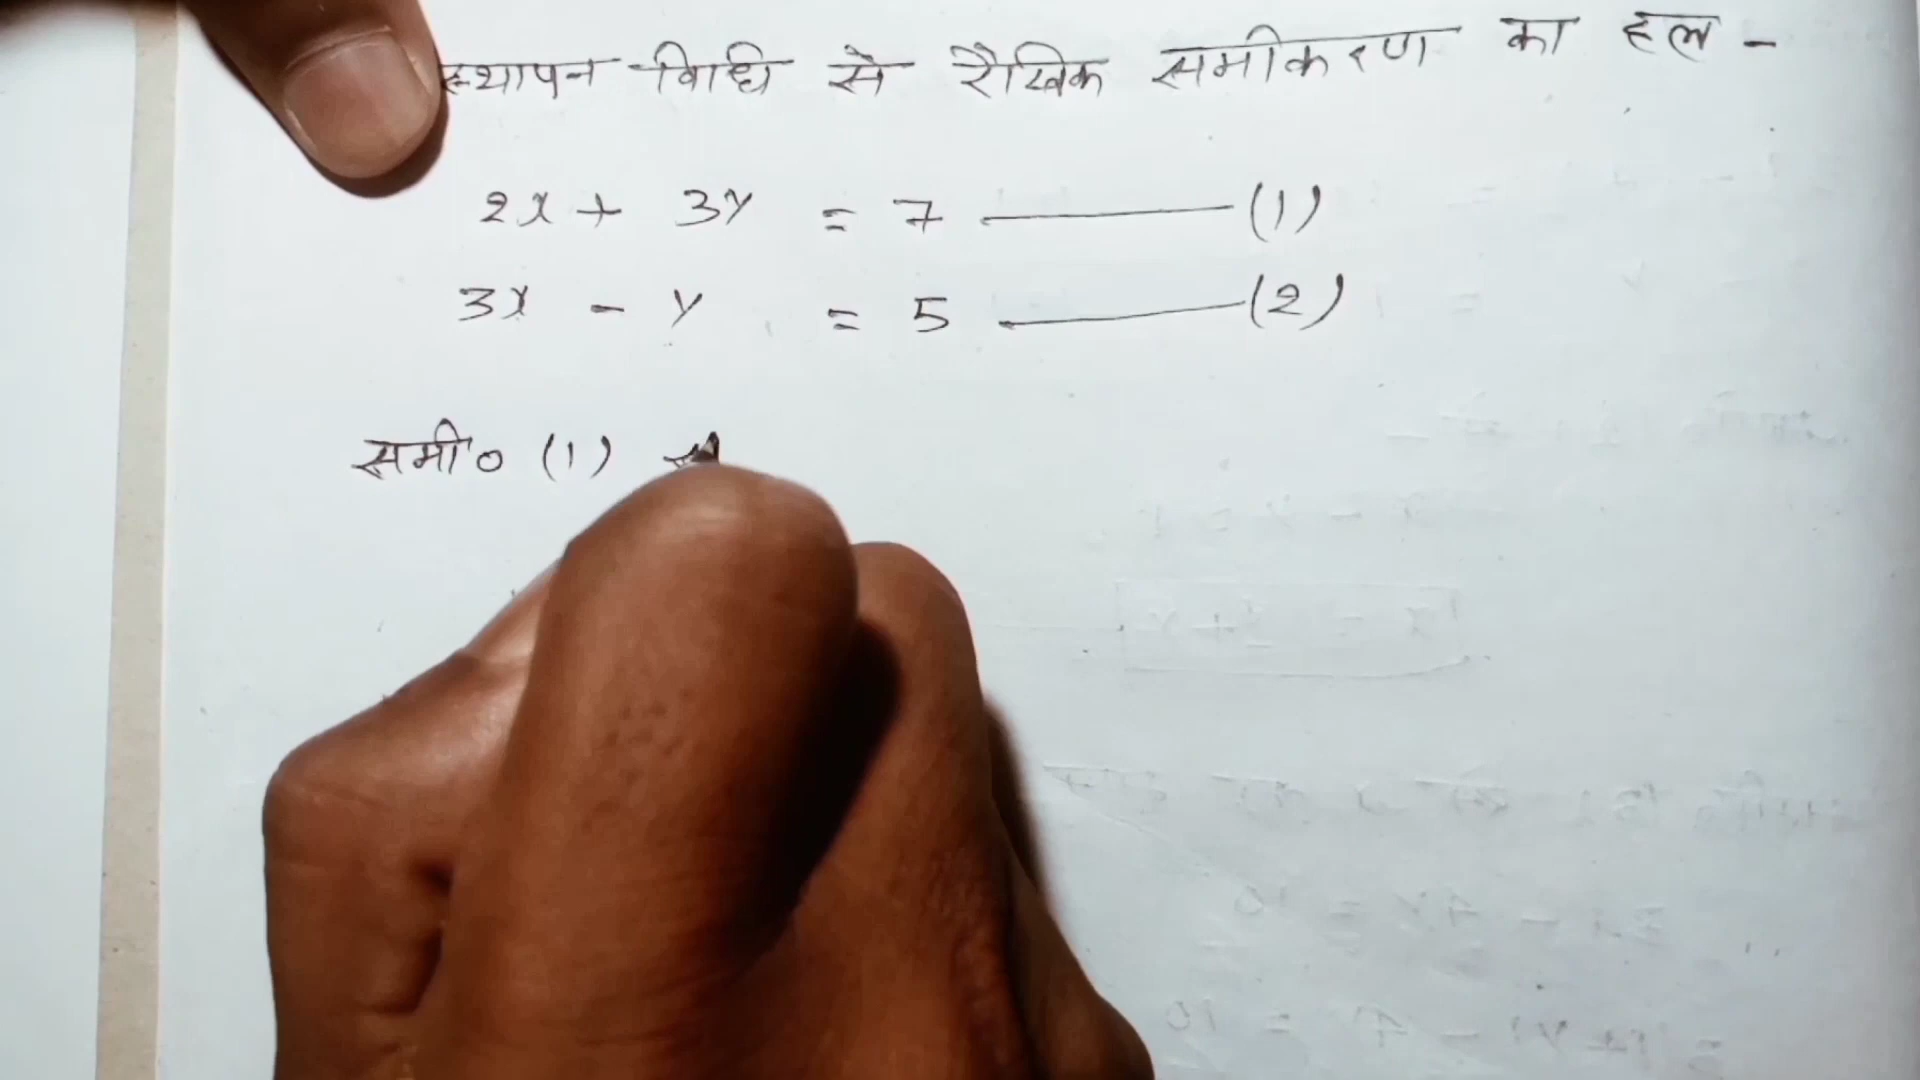 स्थापन विधि से रैखिक समीकरण का हल -
2x + 3y = 7 ——— (1)
3x - y = 5 ——— (2)
समी० (1)